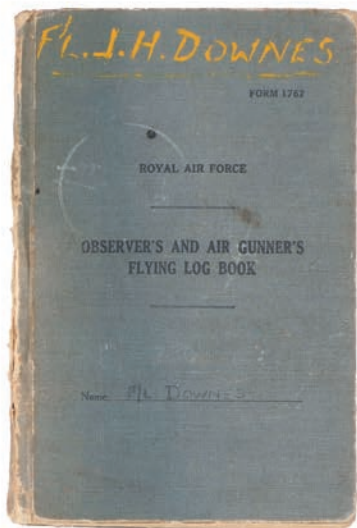 F/L. J. H. DOWNES
FORM 1767
ROYAL AIR FORCE
OBSERVER'S AND AIR GUNNER'S
FLYING LOG BOOK
Name F/L DOWNES